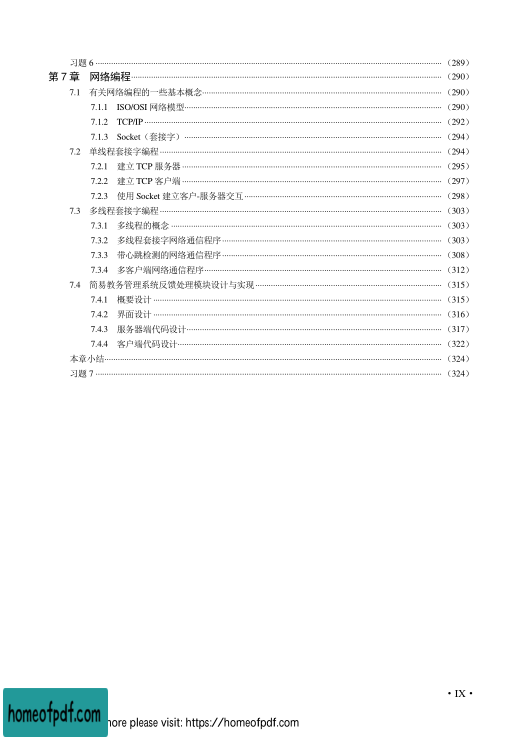 习题 6 （289）
第 7 章 网络编程 （290）
7.1 有关网络编程的一些基本概念 （290）
7.1.1 ISO/OSI 网络模型 （290）
7.1.2 TCP/IP （292）
7.1.3 Socket（套接字） （294）
7.2 单线程套接字编程 （294）
7.2.1 建立 TCP 服务器 （295）
7.2.2 建立 TCP 客户端 （297）
7.2.3 使用 Socket 建立客户-服务器交互 （298）
7.3 多线程套接字编程 （303）
7.3.1 多线程的概念 （303）
7.3.2 多线程套接字网络通信程序 （303）
7.3.3 带心跳检测的网络通信程序 （308）
7.3.4 多客户端网络通信程序 （312）
7.4 简易教务管理系统反馈处理模块设计与实现 （315）
7.4.1 概要设计 （315）
7.4.2 界面设计 （316）
7.4.3 服务器端代码设计 （317）
7.4.4 客户端代码设计 （322）
本章小结 （324）
习题 7 （324）
· IX ·
homeofpdf.com
more please visit: https://homeofpdf.com